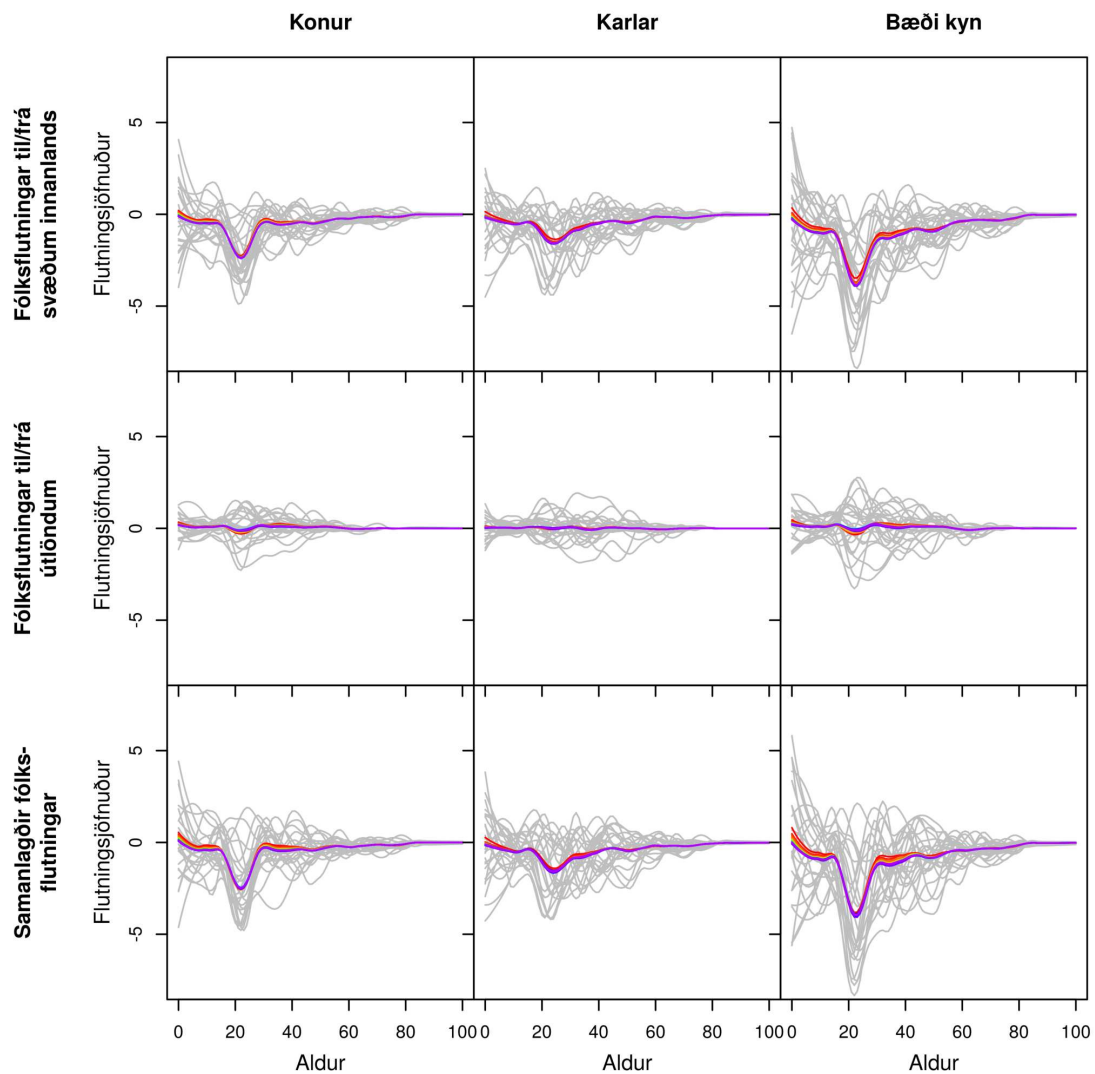 Konur
Karlar
Bæði kyn
Fólksflutningar til/frá
svæðum innanlands
Flutningsjöfnuður
5
0
-5
Fólksflutningar til/frá
útlöndum
Flutningsjöfnuður
5
0
-5
Samanlagðir fólks-
flutningar
Flutningsjöfnuður
5
0
-5
0 20 40 60 80 100
0 20 40 60 80 100
0 20 40 60 80 100
Aldur
Aldur
Aldur